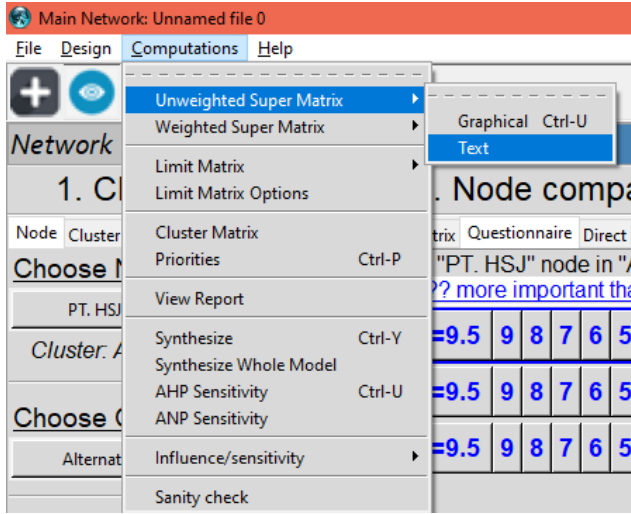 Main Network: Unnamed file 0
File Design Computations Help
Unweighted Super Matrix
Weighted Super Matrix
Graphical Ctrl-U
Text
Network
Limit Matrix
Limit Matrix Options
1. Cl
. Node compa
Cluster Matrix
Node Cluster
trix Questionnaire Direct
Priorities Ctrl-P
Choose N
"PT. HSJ" node in "A
?? more important tha
View Report
PT. HSJ
Synthesize Ctrl-Y
=9.5 9 8 7 6 5
Cluster: A
Synthesize Whole Model
AHP Sensitivity Ctrl-U
=9.5 9 8 7 6 5
ANP Sensitivity
Choose C
Influence/sensitivity
=9.5 9 8 7 6 5
Alternat
Sanity check